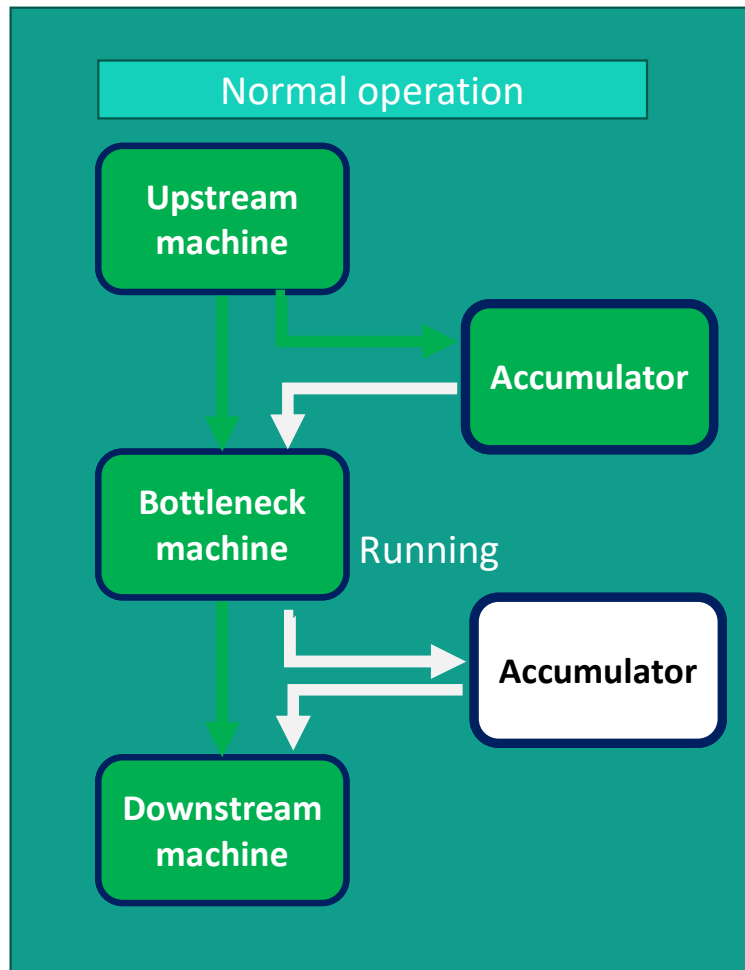 Normal operation
Upstream
machine
Accumulator
Bottleneck
machine
Running
Accumulator
Downstream
machine